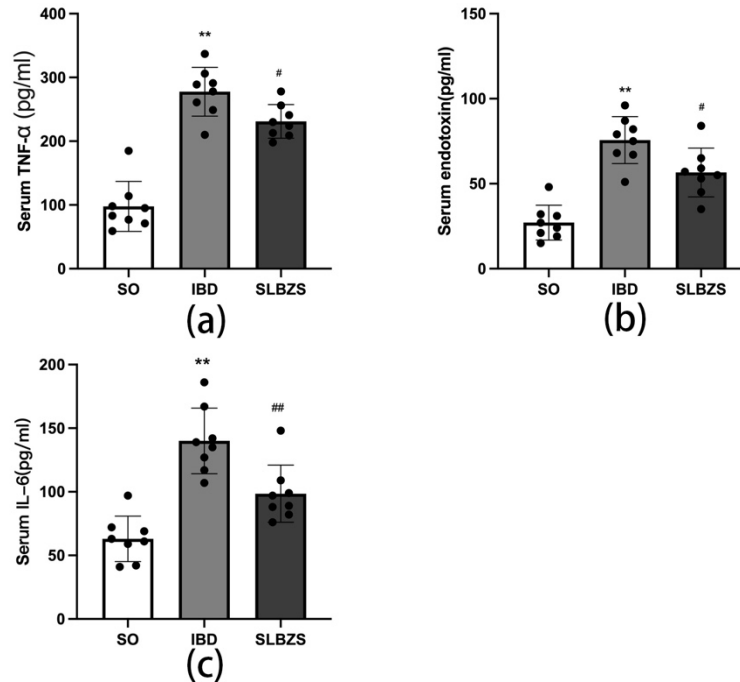 Serum TNF-α (pg/ml)
400
300
200
100
0
**
#
SO IBD SLBZS
(a)
Serum endotoxin(pg/ml)
150
100
50
0
**
#
SO IBD SLBZS
(b)
Serum IL–6(pg/ml)
200
150
100
50
0
**
##
SO IBD SLBZS
(c)